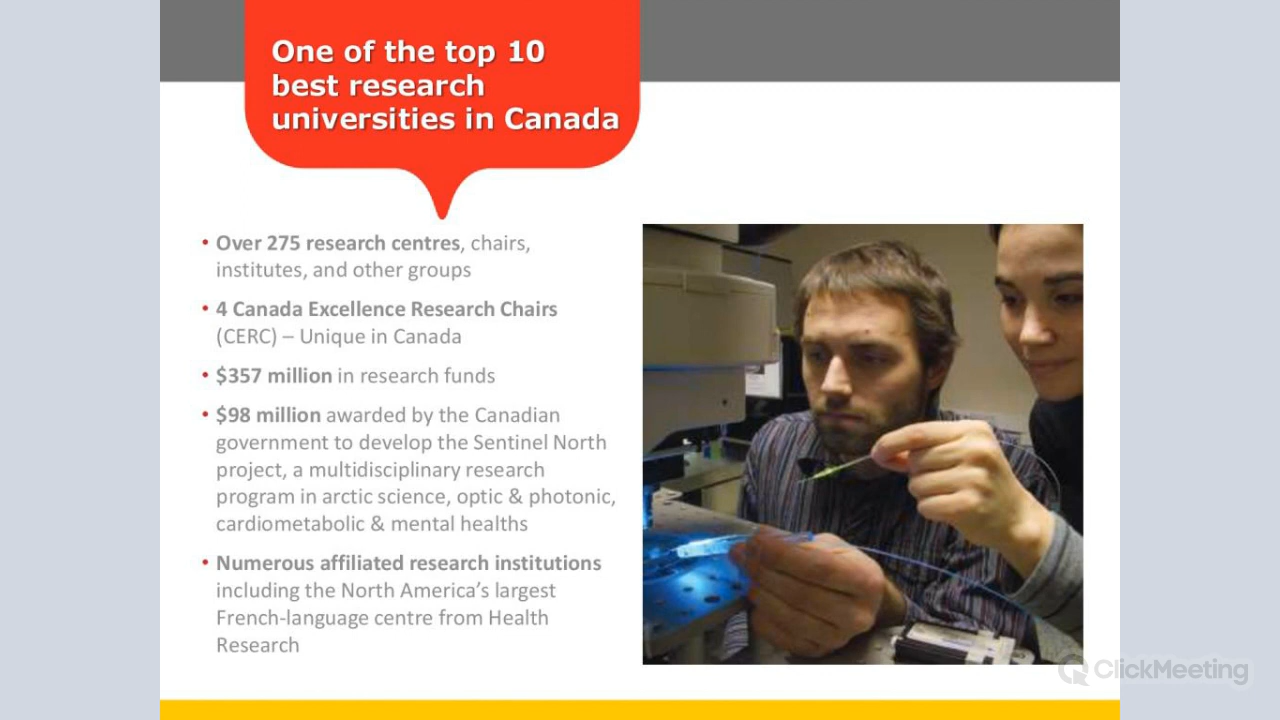 One of the top 10
best research
universities in Canada
• Over 275 research centres, chairs,
institutes, and other groups
• 4 Canada Excellence Research Chairs
(CERC) – Unique in Canada
• $357 million in research funds
• $98 million awarded by the Canadian
government to develop the Sentinel North
project, a multidisciplinary research
program in arctic science, optic & photonic,
cardiometabolic & mental healths
• Numerous affiliated research institutions
including the North America’s largest
French-language centre from Health
Research
ClickMeeting